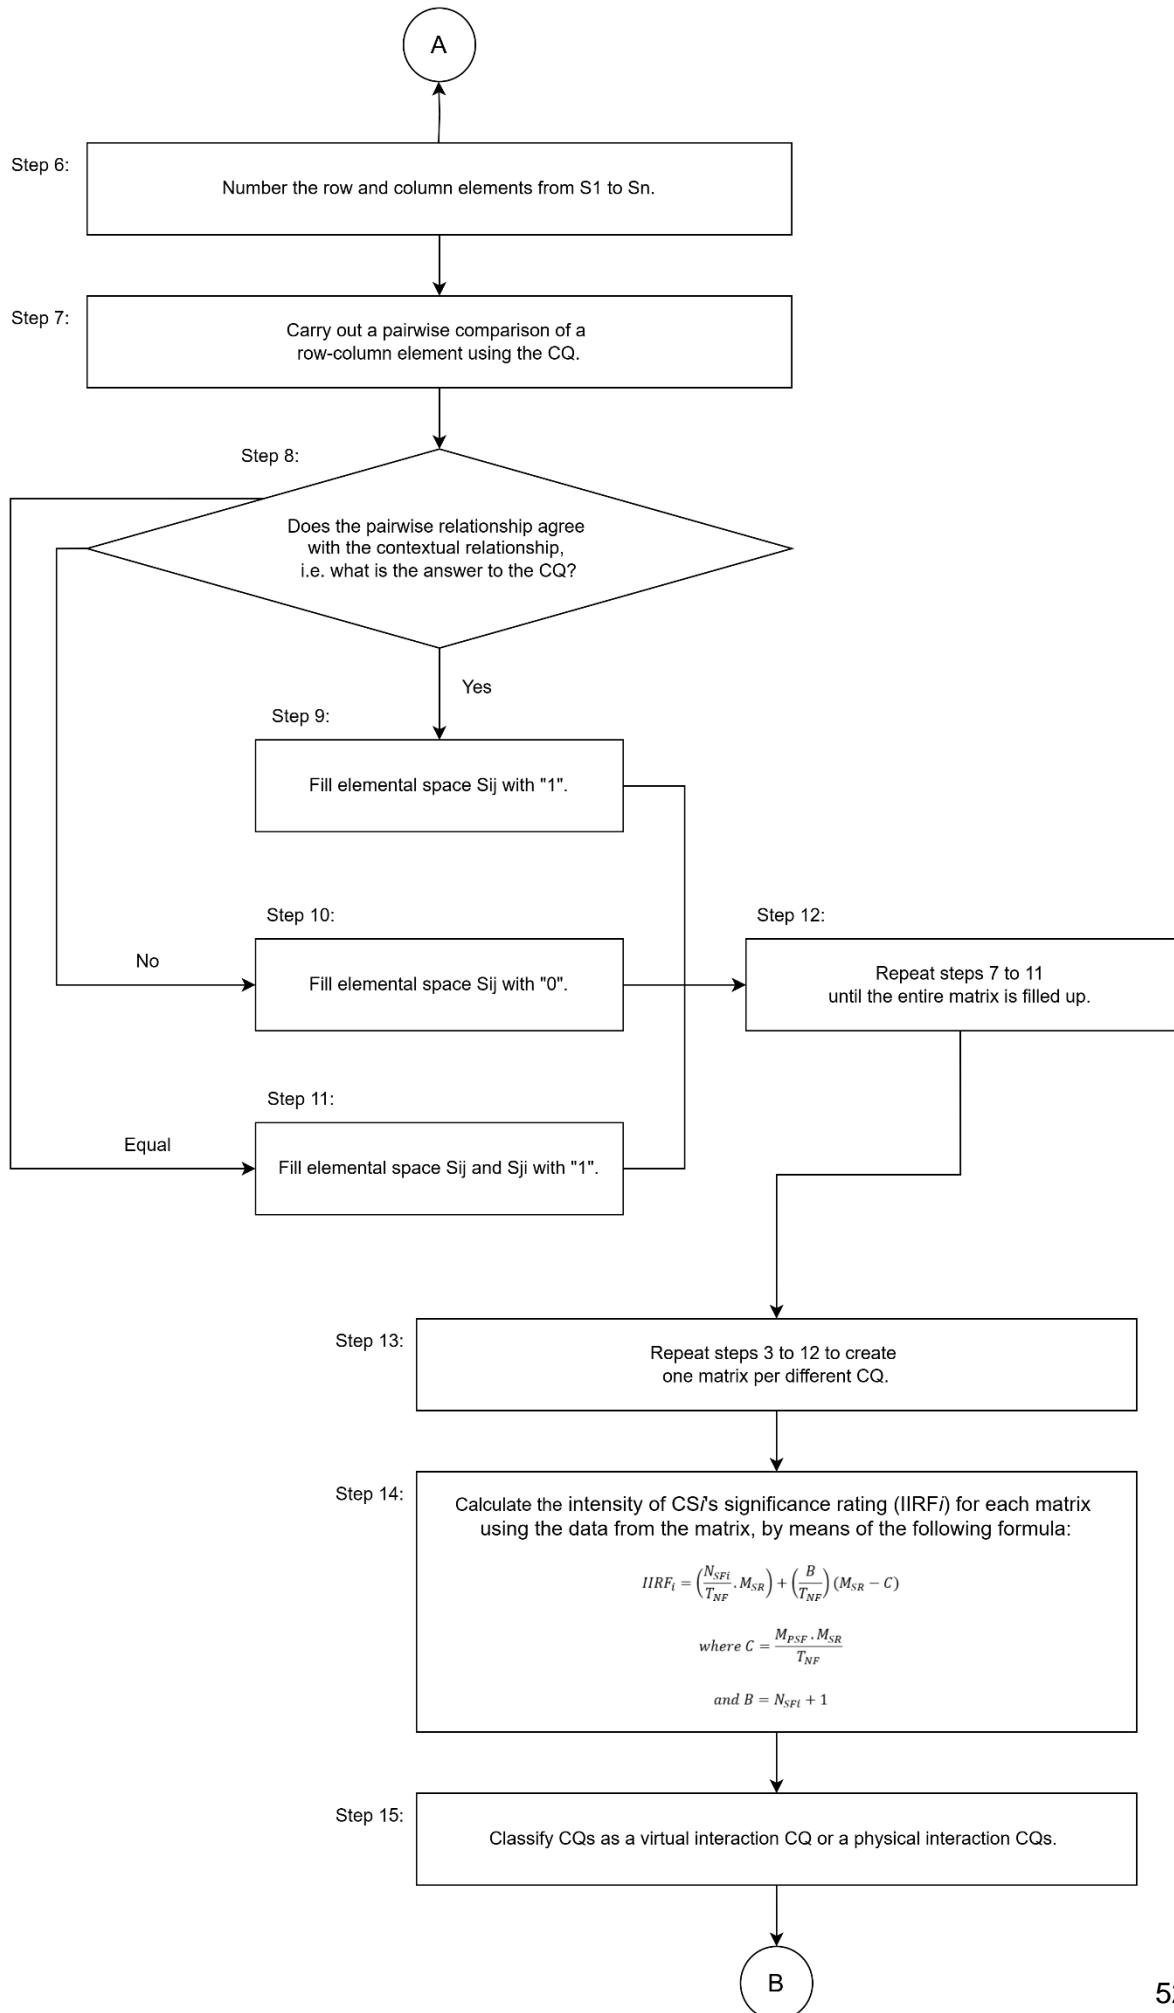 A
Step 6:
Number the row and column elements from S1 to Sn.
Step 7:
Carry out a pairwise comparison of a
row-column element using the CQ.
Step 8:
Does the pairwise relationship agree
with the contextual relationship,
i.e. what is the answer to the CQ?
Yes
Step 9:
Fill elemental space Sij with "1".
Step 10:
No
Fill elemental space Sij with "0".
Step 12:
Repeat steps 7 to 11
until the entire matrix is filled up.
Step 11:
Equal
Fill elemental space Sij and Sji with "1".
Step 13:
Repeat steps 3 to 12 to create
one matrix per different CQ.
Step 14:
Calculate the intensity of CSi's significance rating (IIRFi) for each matrix
using the data from the matrix, by means of the following formula:
IIRF_i = (N_SFi / T_NF . M_SR) + (B / T_NF) (M_SR − C)
where C = M_PSF . M_SR / T_NF
and B = N_SFi + 1
Step 15:
Classify CQs as a virtual interaction CQ or a physical interaction CQs.
B